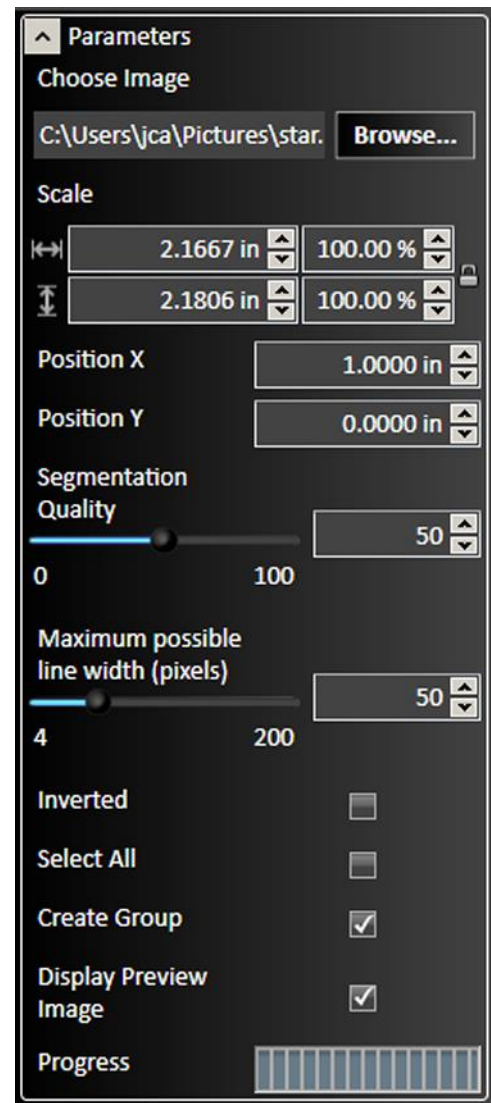 Parameters
Choose Image
C:\Users\jca\Pictures\star. Browse...
Scale
2.1667 in 100.00 %
2.1806 in 100.00 %
Position X 1.0000 in
Position Y 0.0000 in
Segmentation
Quality
50
0 100
Maximum possible
line width (pixels)
50
4 200
Inverted
Select All
Create Group
Display Preview
Image
Progress